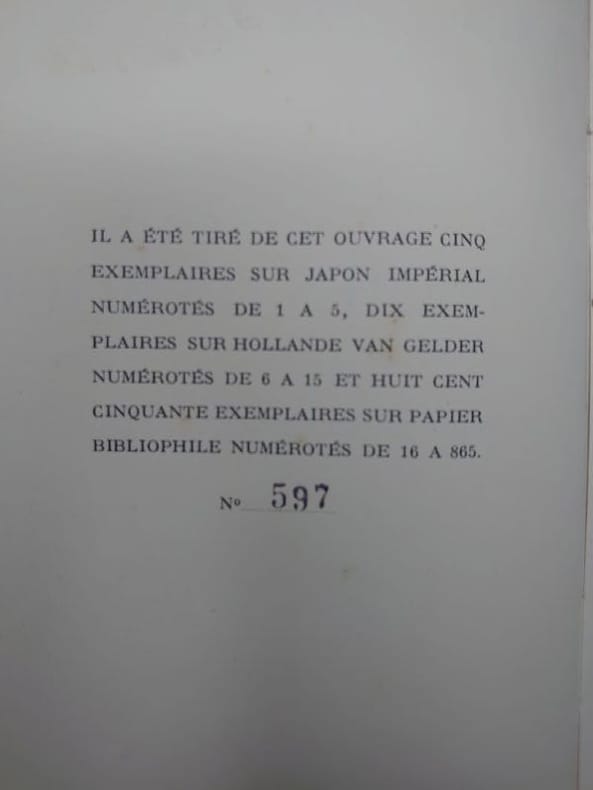 IL A ÉTÉ TIRÉ DE CET OUVRAGE CINQ
EXEMPLAIRES SUR JAPON IMPÉRIAL
NUMÉROTÉS DE 1 A 5, DIX EXEM-
PLAIRES SUR HOLLANDE VAN GELDER
NUMÉROTÉS DE 6 A 15 ET HUIT CENT
CINQUANTE EXEMPLAIRES SUR PAPIER
BIBLIOPHILE NUMÉROTÉS DE 16 A 865.
Nº 597